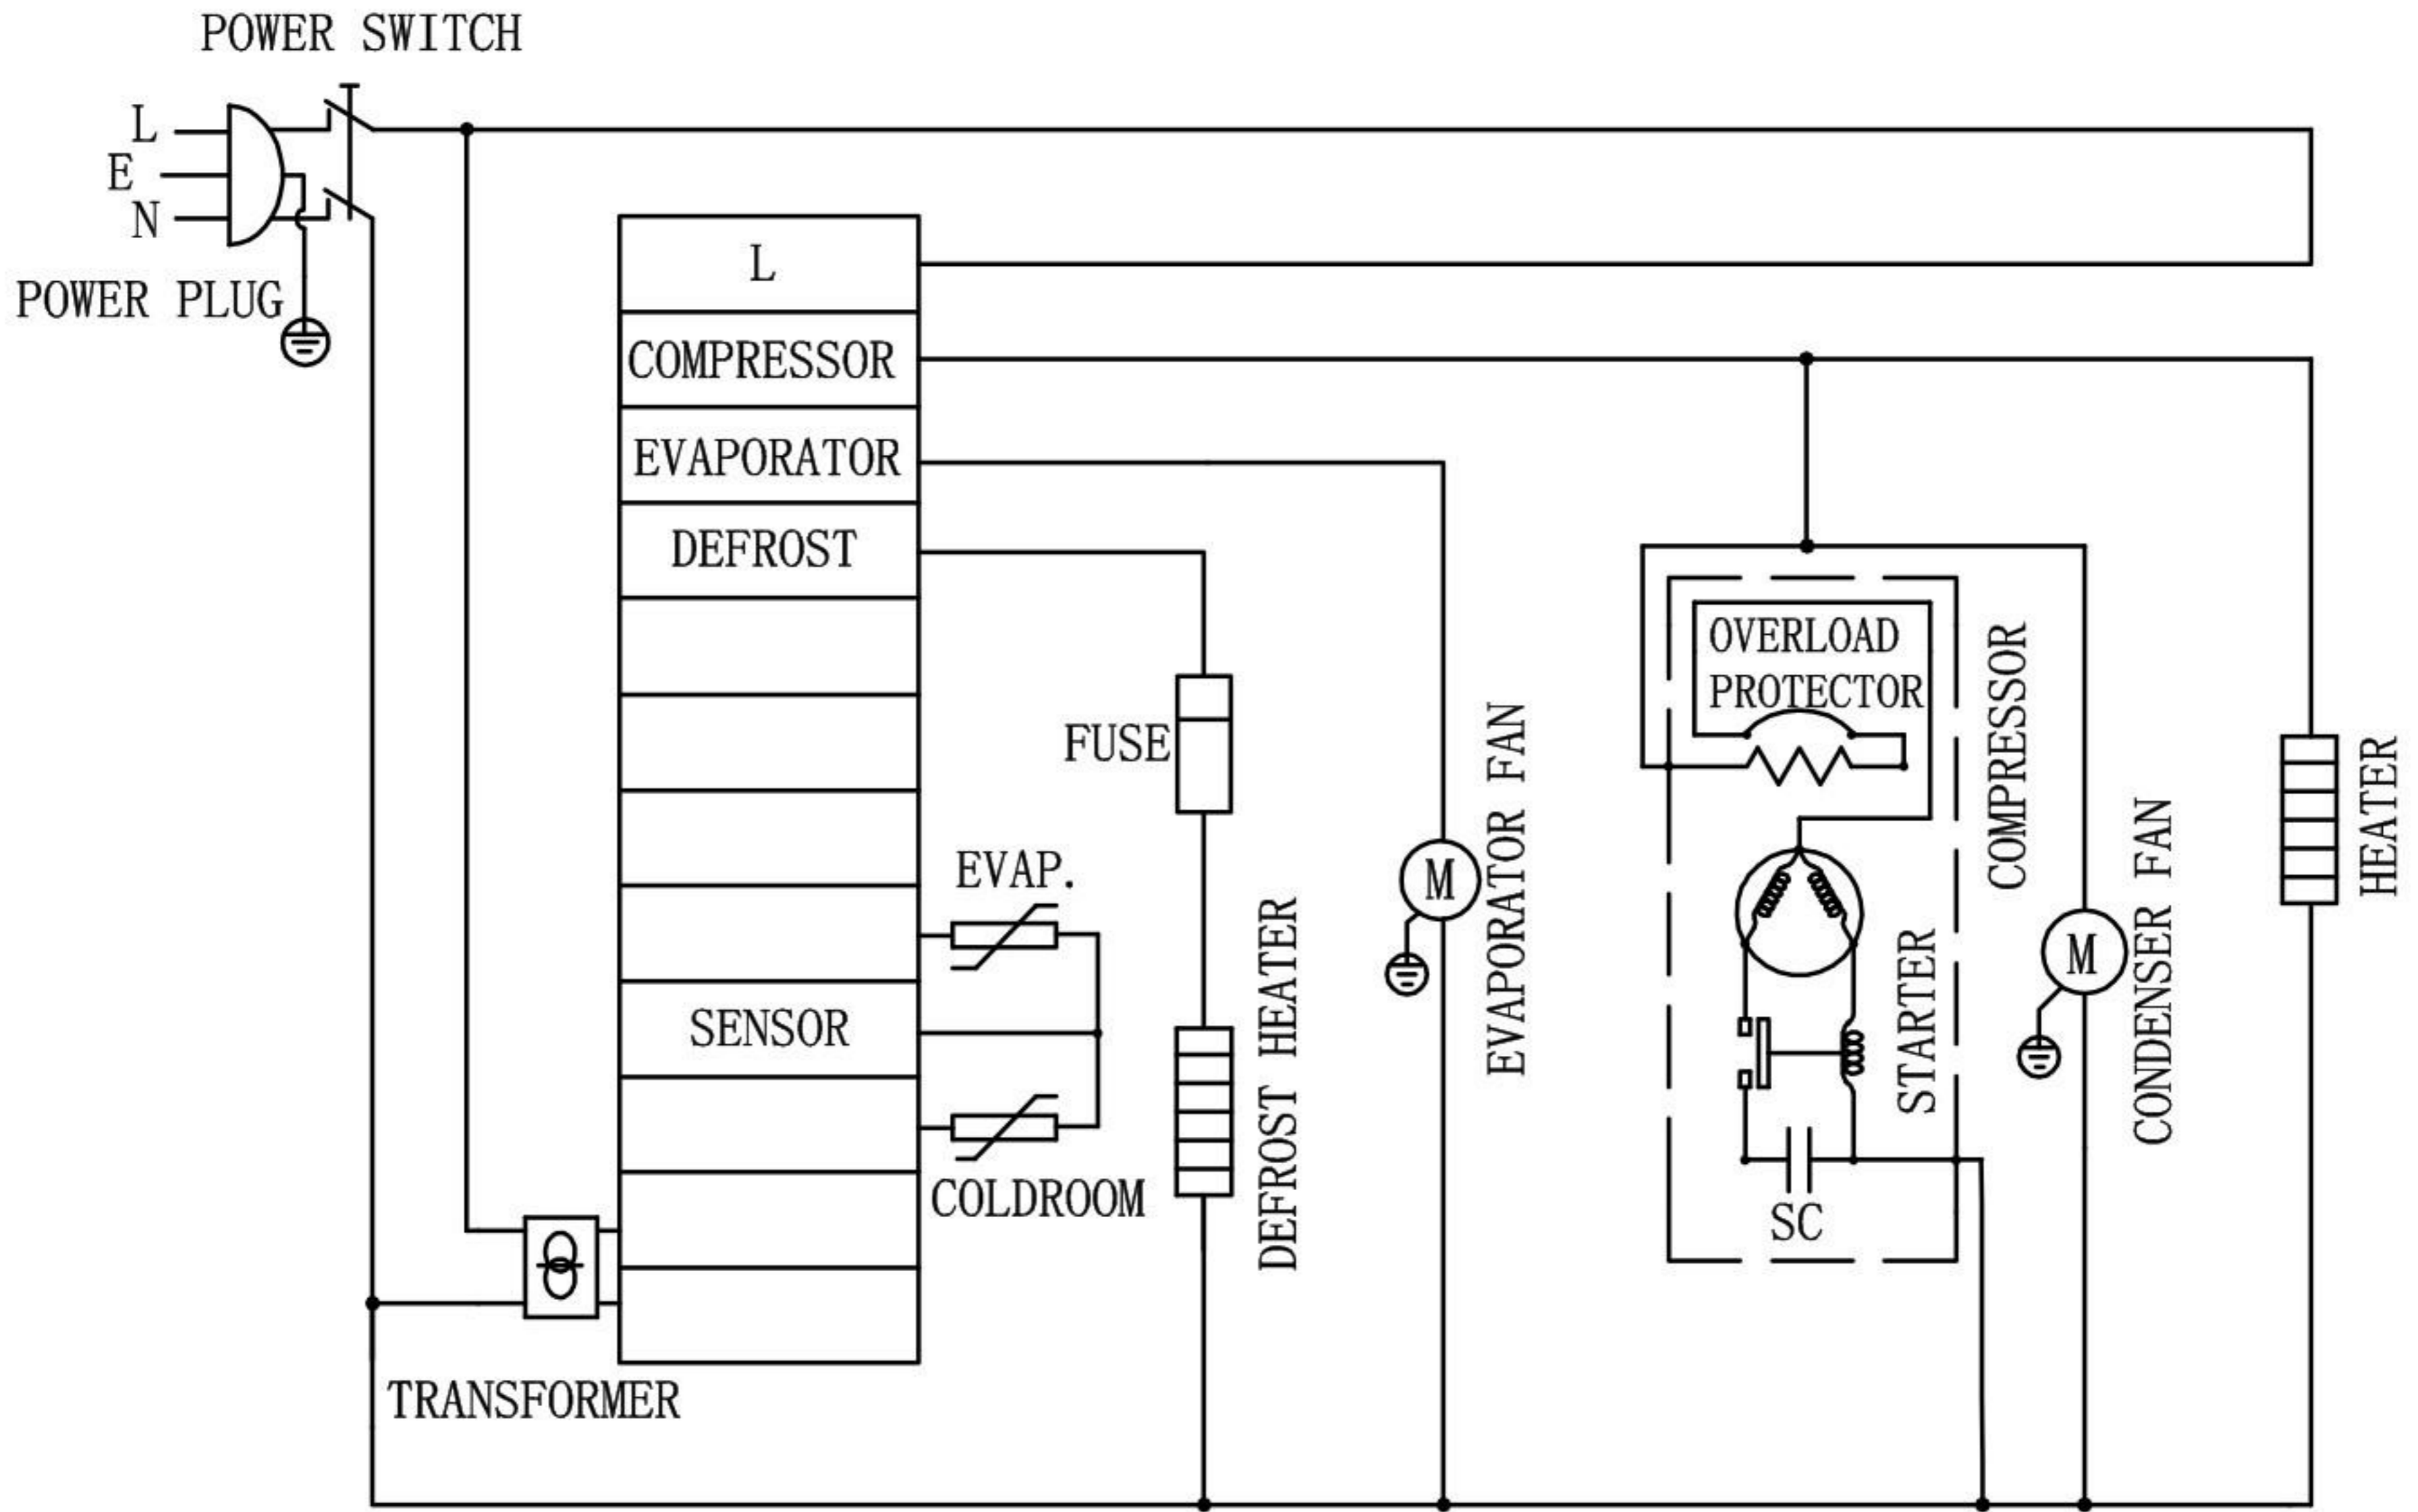 POWER SWITCH
L
E
N
POWER PLUG
L
COMPRESSOR
EVAPORATOR
DEFROST
SENSOR
TRANSFORMER
EVAP.
COLDROOM
FUSE
DEFROST HEATER
M
EVAPORATOR FAN
OVERLOAD
PROTECTOR
STARTER
SC
COMPRESSOR
M
CONDENSER FAN
HEATER